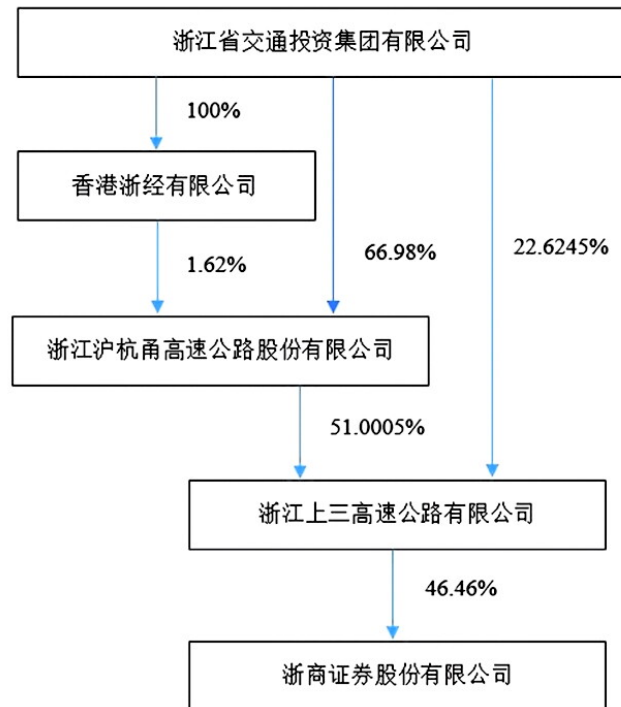 浙江省交通投资集团有限公司
100%
香港浙经有限公司
1.62%
66.98%
22.6245%
浙江沪杭甬高速公路股份有限公司
51.0005%
浙江上三高速公路有限公司
46.46%
浙商证券股份有限公司